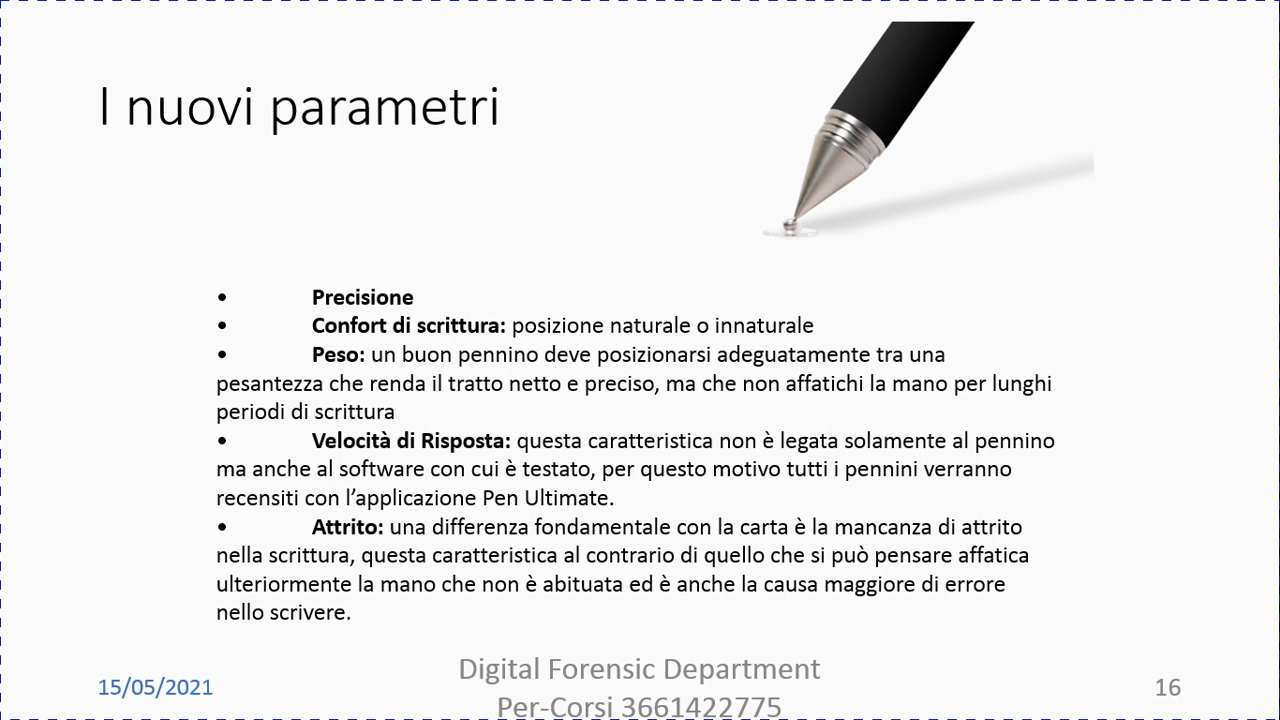 I nuovi parametri
• Precisione
• Confort di scrittura: posizione naturale o innaturale
• Peso: un buon pennino deve posizionarsi adeguatamente tra una
pesantezza che renda il tratto netto e preciso, ma che non affatichi la mano per lunghi
periodi di scrittura
• Velocità di Risposta: questa caratteristica non è legata solamente al pennino
ma anche al software con cui è testato, per questo motivo tutti i pennini verranno
recensiti con l’applicazione Pen Ultimate.
• Attrito: una differenza fondamentale con la carta è la mancanza di attrito
nella scrittura, questa caratteristica al contrario di quello che si può pensare affatica
ulteriormente la mano che non è abituata ed è anche la causa maggiore di errore
nello scrivere.
15/05/2021
Digital Forensic Department
Per-Corsi 3661422775
16